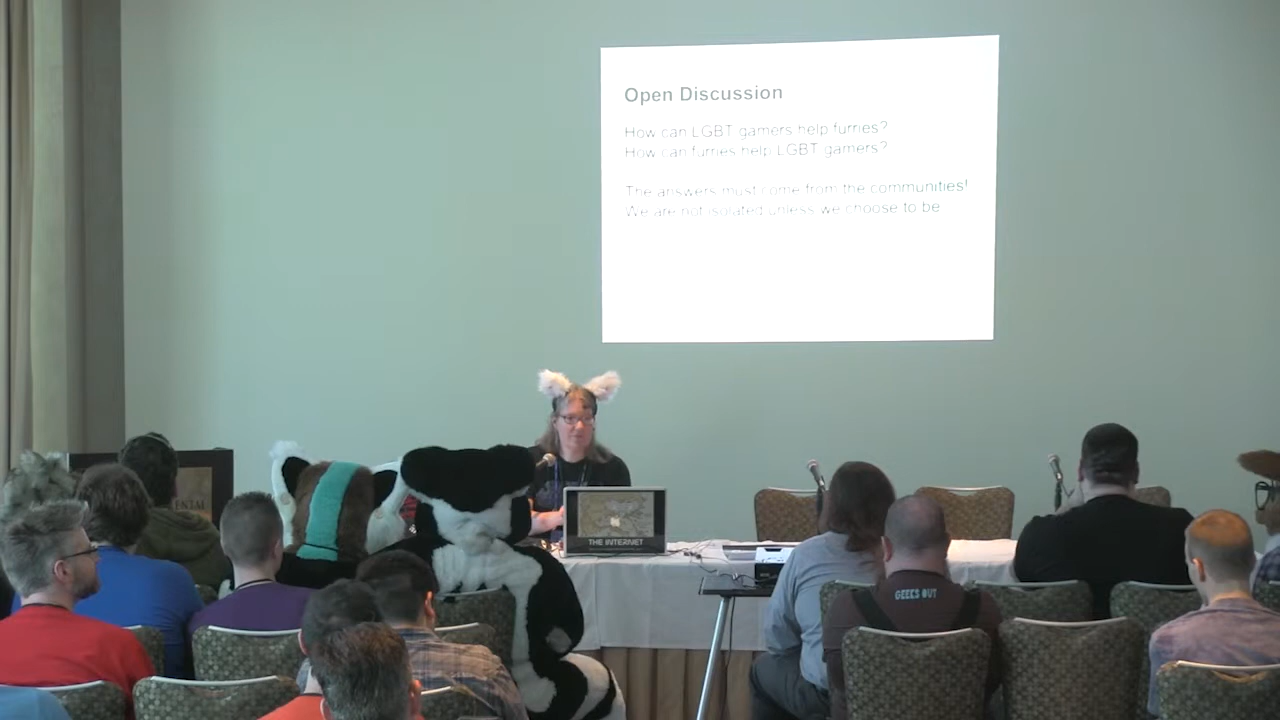 Open Discussion
How can LGBT gamers help furries?
How can furries help LGBT gamers?
The answers must come from the communities!
We are not isolated unless we choose to be
THE INTERNET
GEEKS OUT